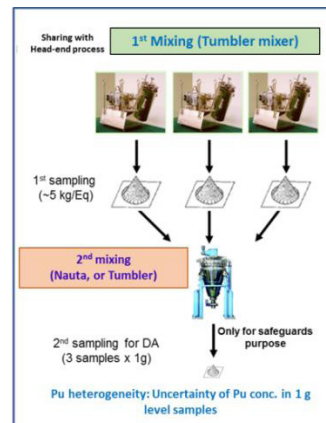 Sharing with
Head-end process
1st Mixing (Tumbler mixer)
1st sampling
(~5 kg/Eq)
2nd mixing
(Nauta, or Tumbler)
2nd sampling for DA
(3 samples x 1g)
Only for safeguards
purpose
Pu heterogeneity: Uncertainty of Pu conc. in 1 g
level samples